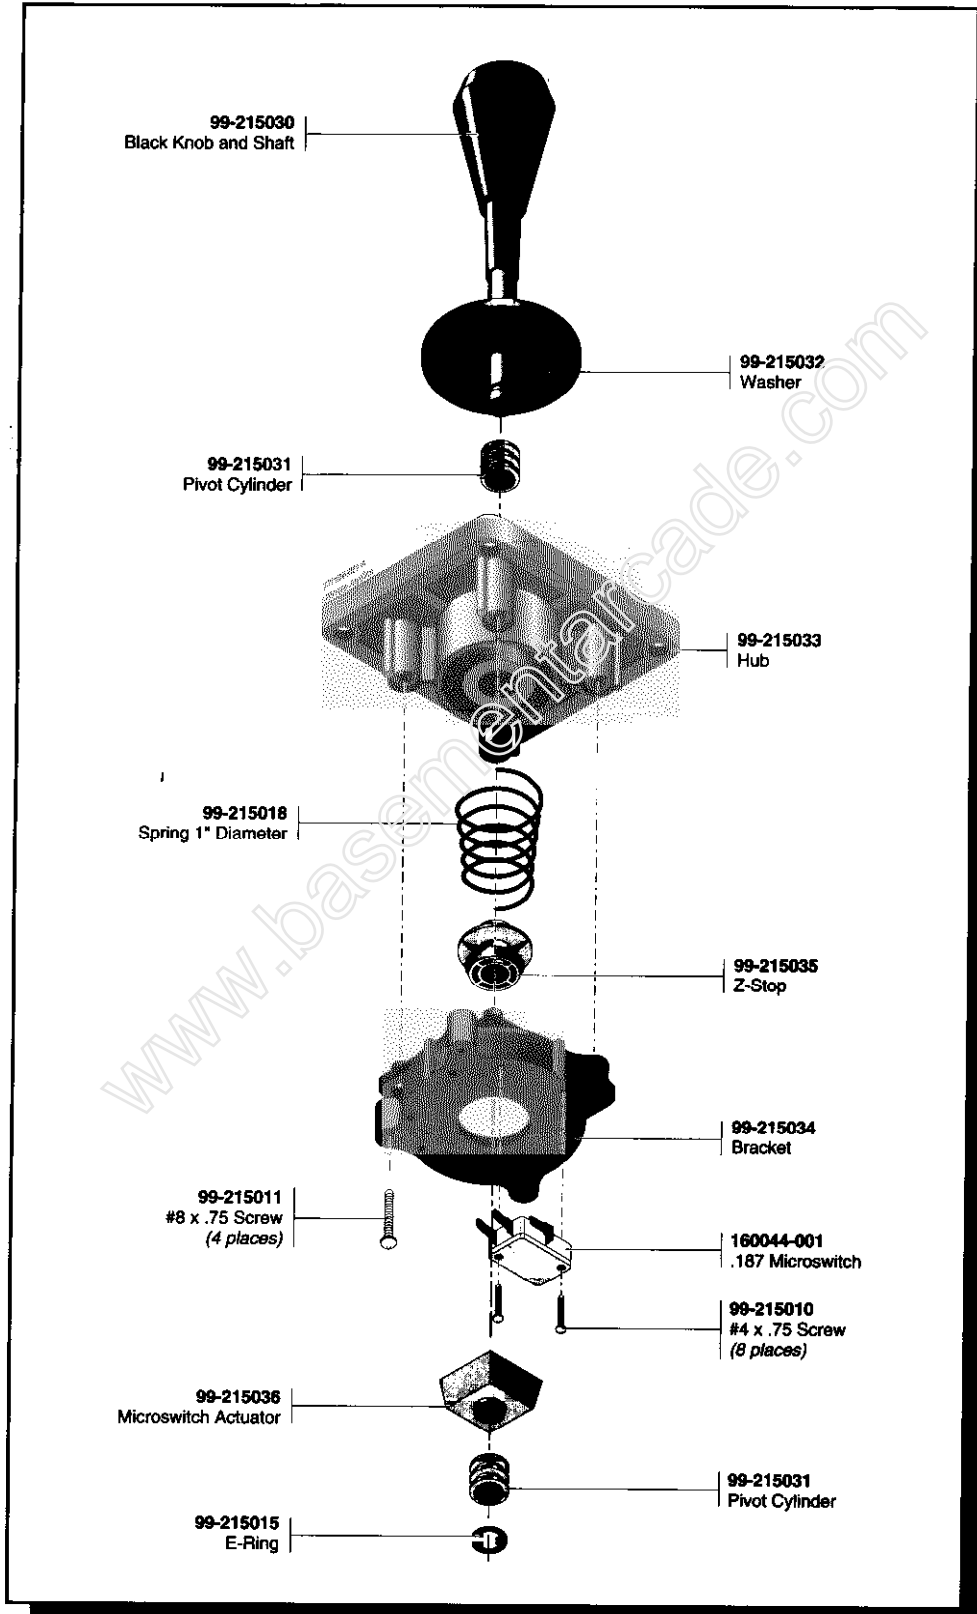 99-215030
Black Knob and Shaft
99-215032
Washer
99-215031
Pivot Cylinder
99-215033
Hub
99-215018
Spring 1" Diameter
99-215035
Z-Stop
99-215034
Bracket
99-215011
#8 x .75 Screw
(4 places)
160044-001
.187 Microswitch
99-215010
#4 x .75 Screw
(8 places)
99-215036
Microswitch Actuator
99-215031
Pivot Cylinder
99-215015
E-Ring
www.basementarcade.com